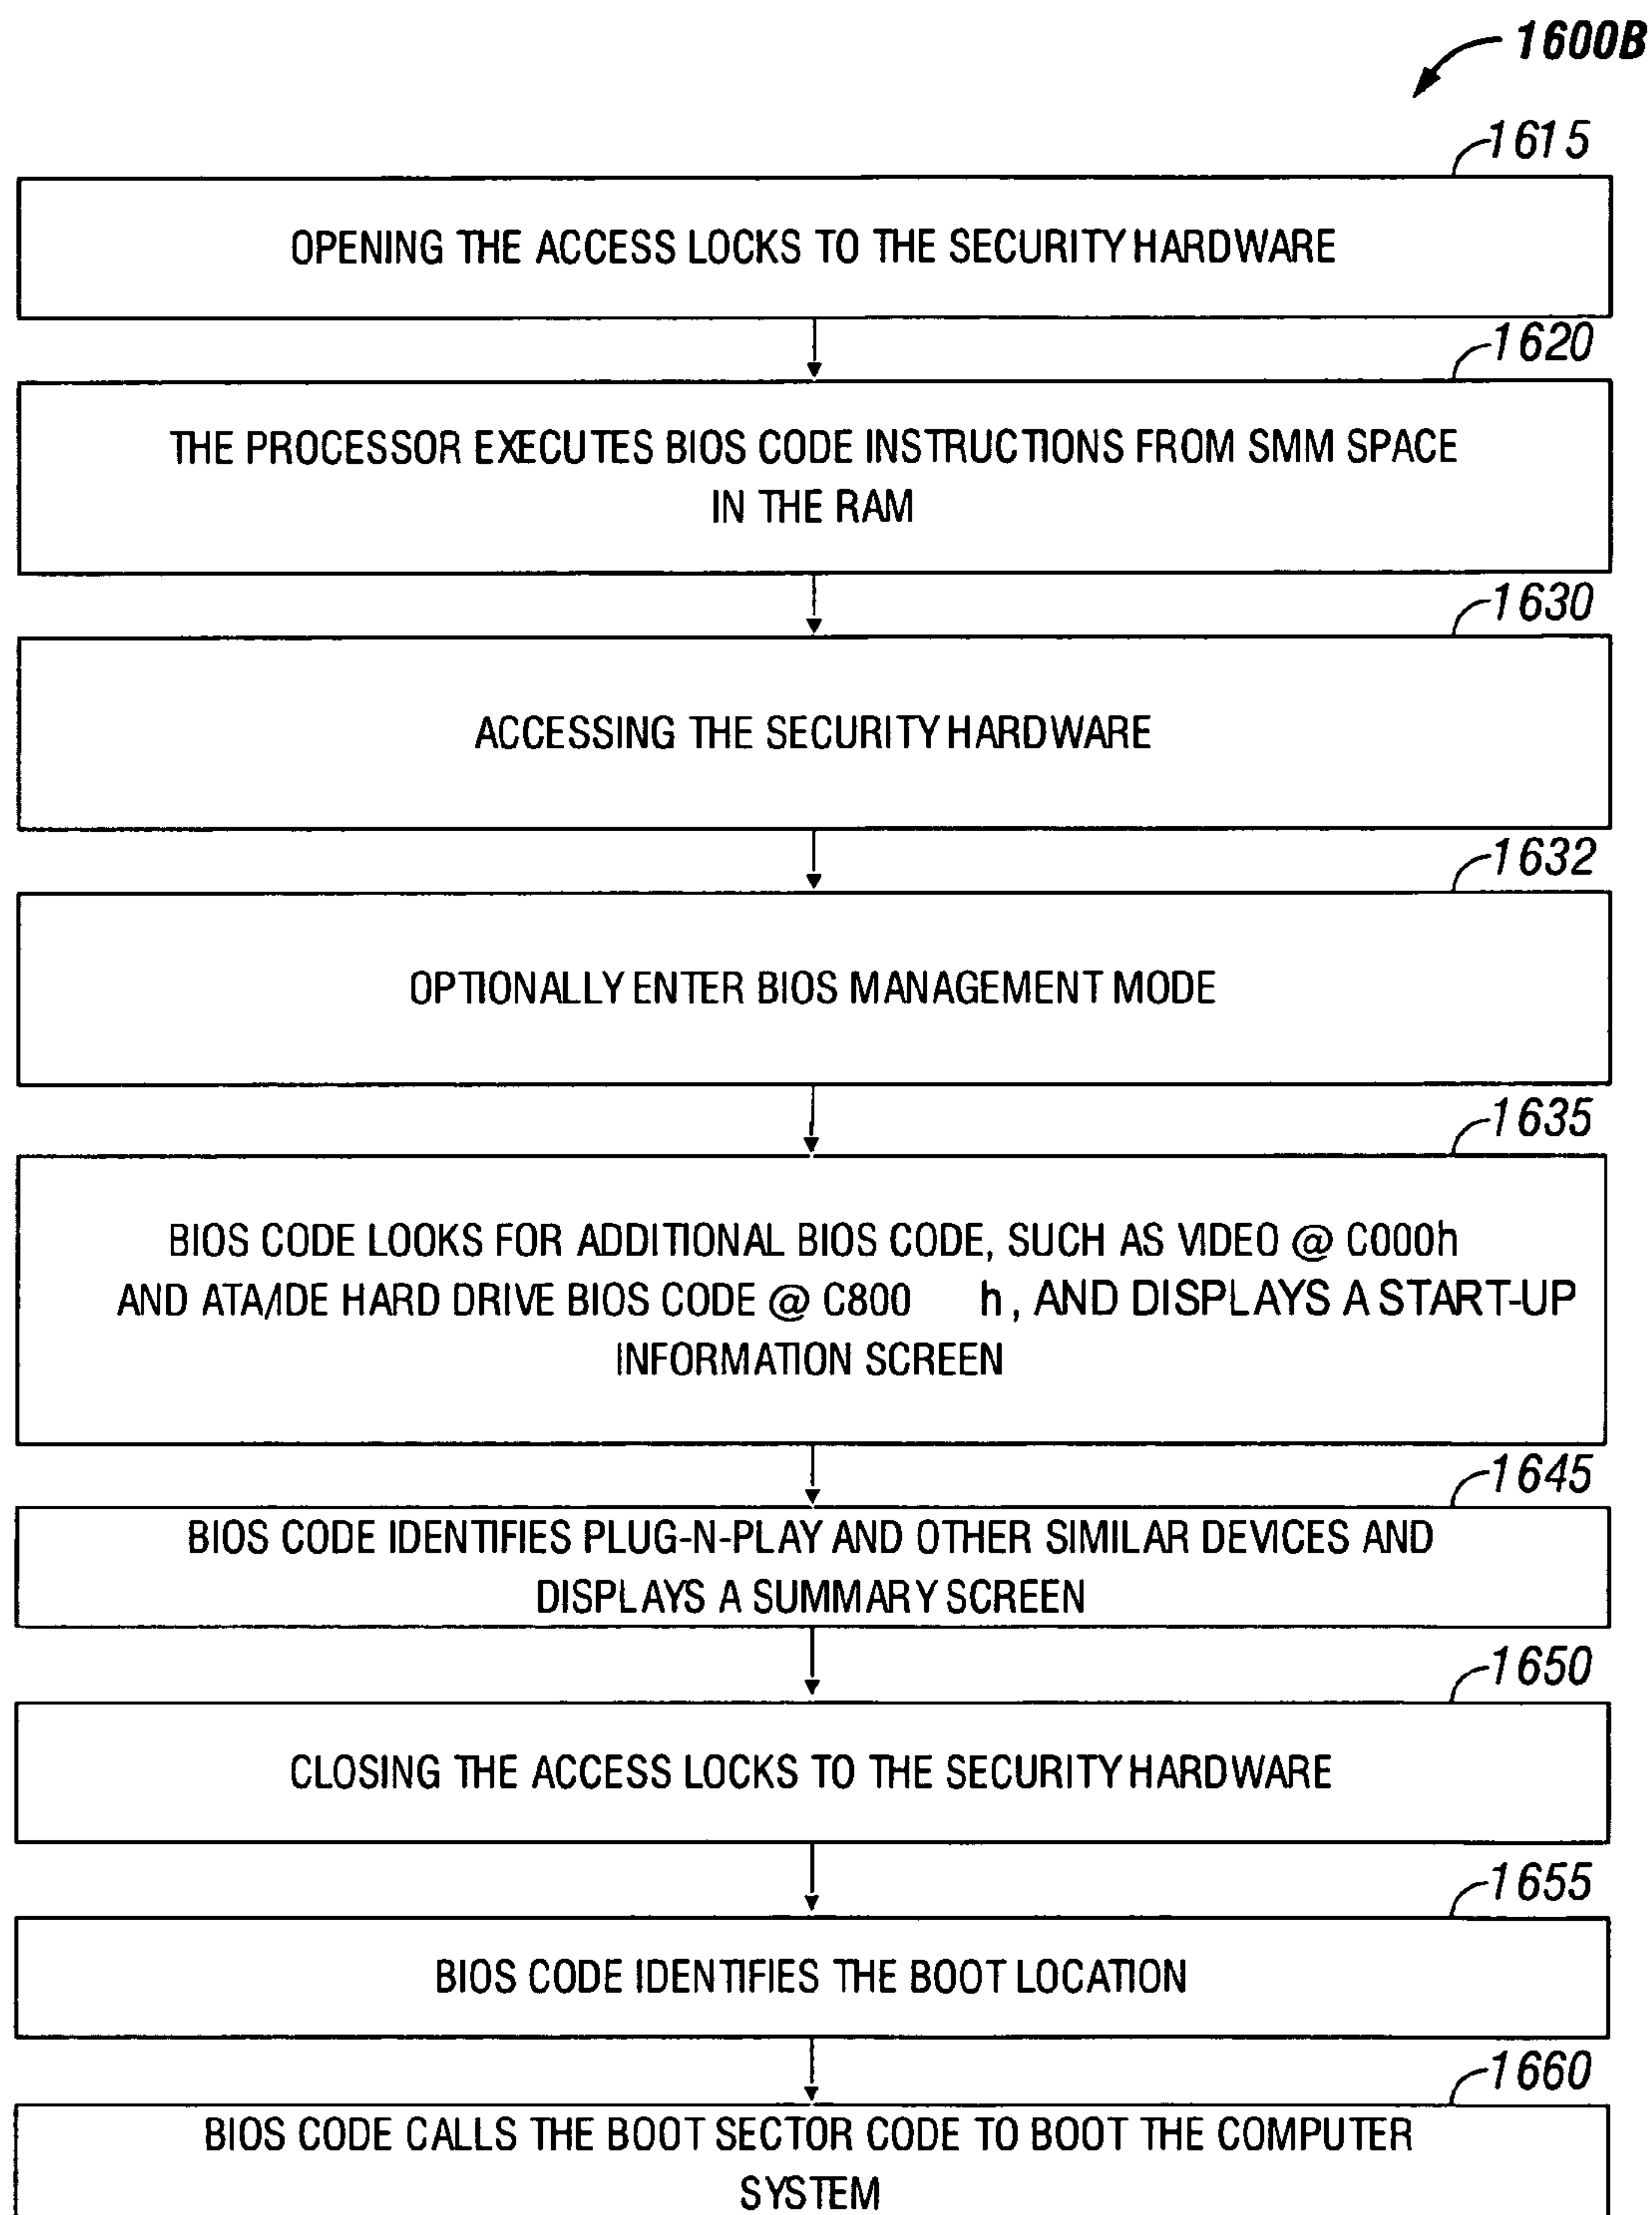 1600B
1615
OPENING THE ACCESS LOCKS TO THE SECURITY HARDWARE
1620
THE PROCESSOR EXECUTES BIOS CODE INSTRUCTIONS FROM SMM SPACE
IN THE RAM
1630
ACCESSING THE SECURITY HARDWARE
1632
OPTIONALLY ENTER BIOS MANAGEMENT MODE
1635
BIOS CODE LOOKS FOR ADDITIONAL BIOS CODE, SUCH AS VIDEO @ C000h
AND ATA/IDE HARD DRIVE BIOS CODE @ C800 h, AND DISPLAYS A START-UP
INFORMATION SCREEN
1645
BIOS CODE IDENTIFIES PLUG-N-PLAY AND OTHER SIMILAR DEVICES AND
DISPLAYS A SUMMARY SCREEN
1650
CLOSING THE ACCESS LOCKS TO THE SECURITY HARDWARE
1655
BIOS CODE IDENTIFIES THE BOOT LOCATION
1660
BIOS CODE CALLS THE BOOT SECTOR CODE TO BOOT THE COMPUTER
SYSTEM